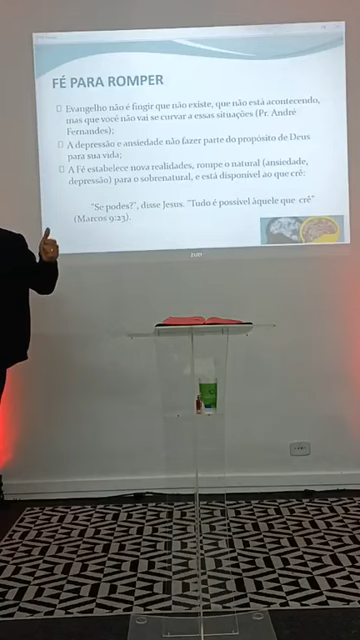 FÉ PARA ROMPER
Evangelho não é fingir que não existe, que não está acontecendo,
mas que você não vai se curvar a essas situações (Pr. André
Fernandes);
A depressão e ansiedade não fazer parte do propósito de Deus
para sua vida;
A Fé estabelece nova realidades, rompe o natural (ansiedade,
depressão) para o sobrenatural, e está disponível ao que crê:
"Se podes?", disse Jesus. "Tudo é possível àquele que crê"
(Marcos 9:23).